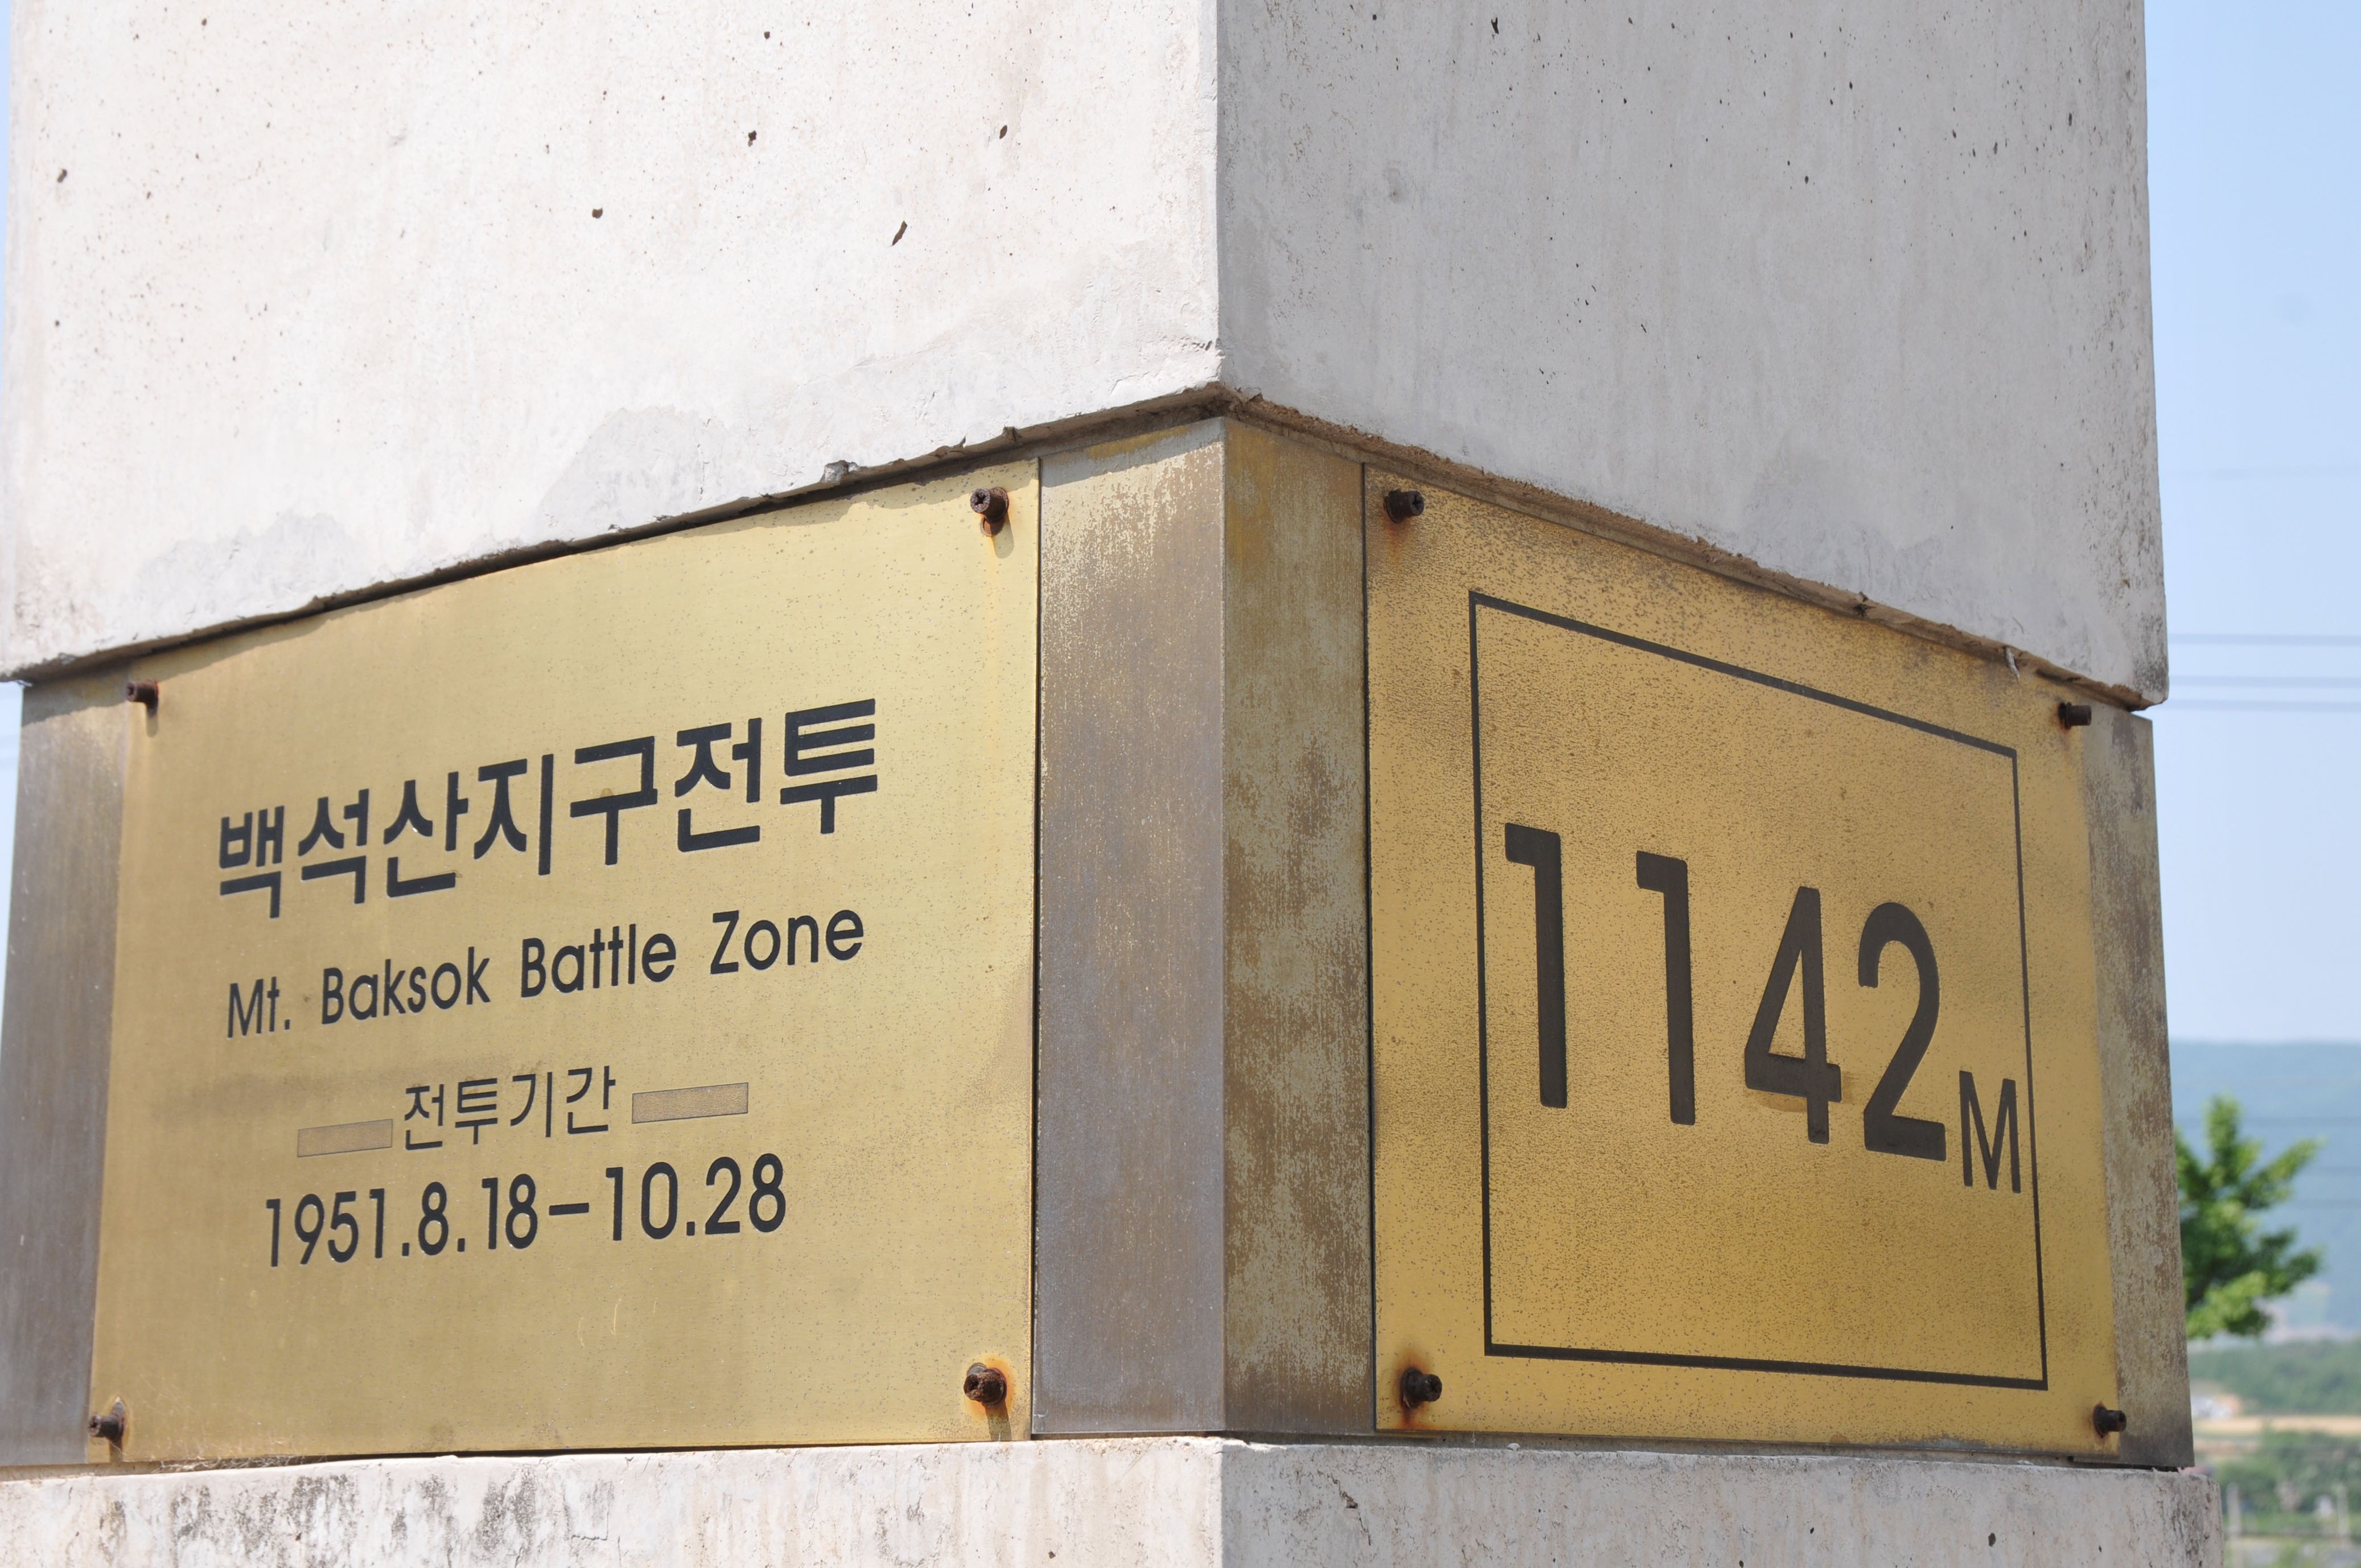 백석산지구전투
Mt. Baksok Battle Zone
전투기간
1951.8.18-10.28
1142M